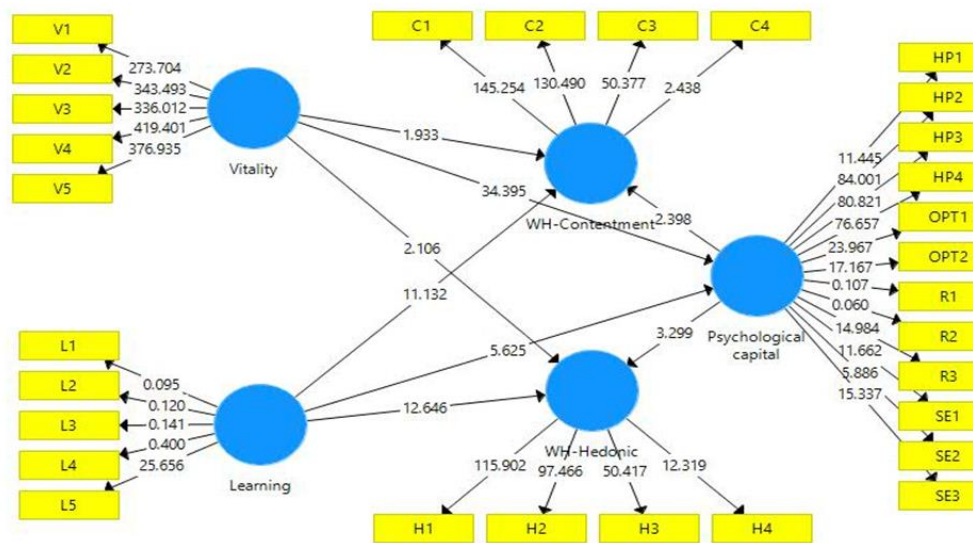 V1
V2
V3
V4
V5
273.704
343.493
336.012
419.401
376.935
Vitality
C1
C2
C3
C4
145.254
130.490
50.377
2.438
WH-Contentment
1.933
34.395
2.398
2.106
11.132
5.625
12.646
3.299
L1
L2
L3
L4
L5
0.095
0.120
0.141
0.400
25.656
Learning
WH-Hedonic
115.902
97.466
50.417
12.319
H1
H2
H3
H4
Psychological
capital
11.445
84.001
80.821
76.657
23.967
17.167
0.107
0.060
14.984
11.662
5.886
15.337
HP1
HP2
HP3
HP4
OPT1
OPT2
R1
R2
R3
SE1
SE2
SE3